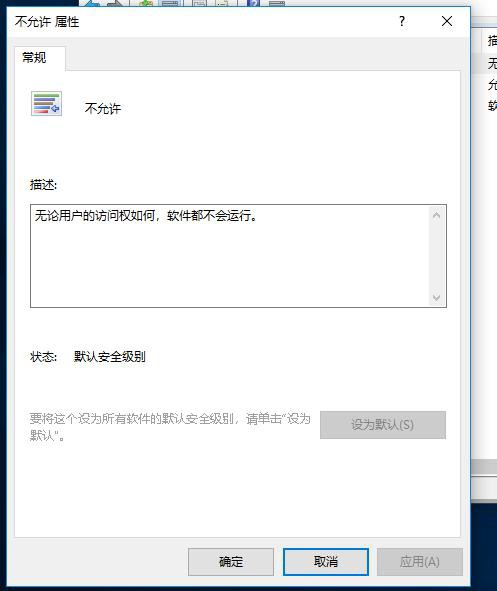 不允许 属性
常规
不允许
描述:
无论用户的访问权如何，软件都不会运行。
状态: 默认安全级别
要将这个设为所有软件的默认安全级别，请单击“设为
默认”。
设为默认(S)
确定 取消 应用(A)